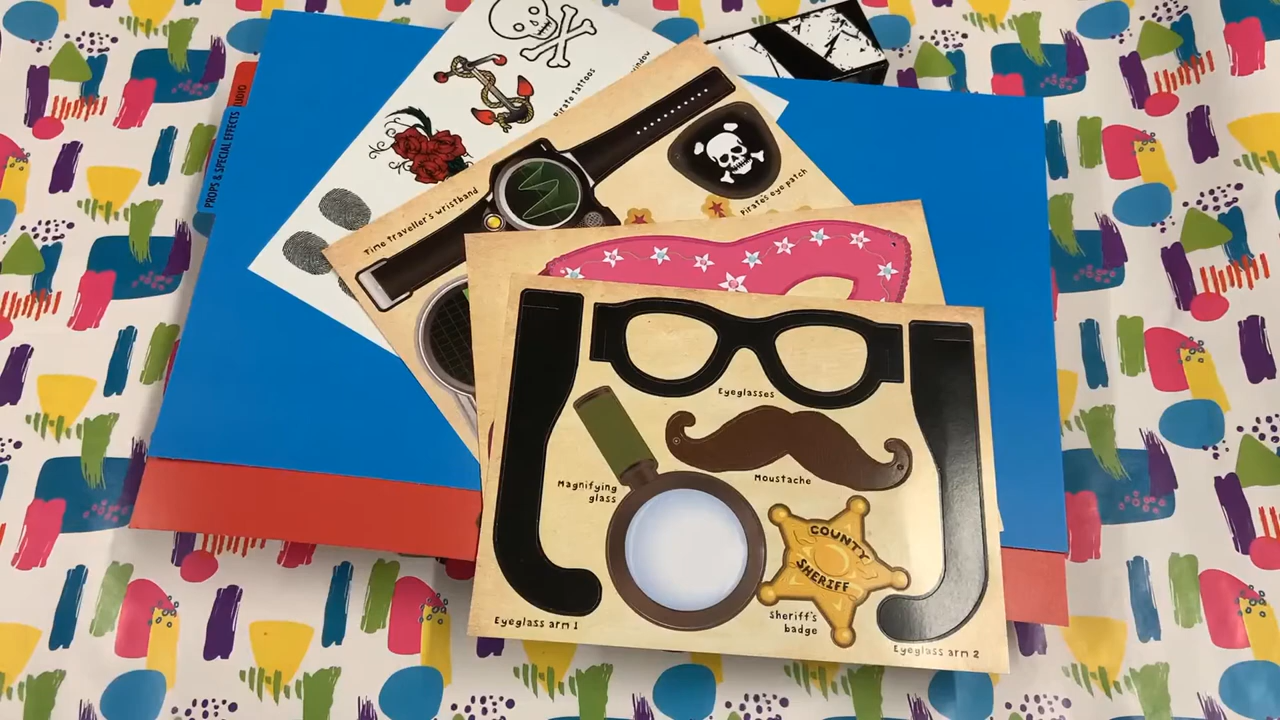 PROPS & SPECIAL EFFECTS
Pirate tattoos
Time traveller's wristband
Pirate's eye patch
Eyeglasses
Magnifying
glass
Moustache
COUNTY
SHERIFF
Sheriff's
badge
Eyeglass arm 1
Eyeglass arm 2